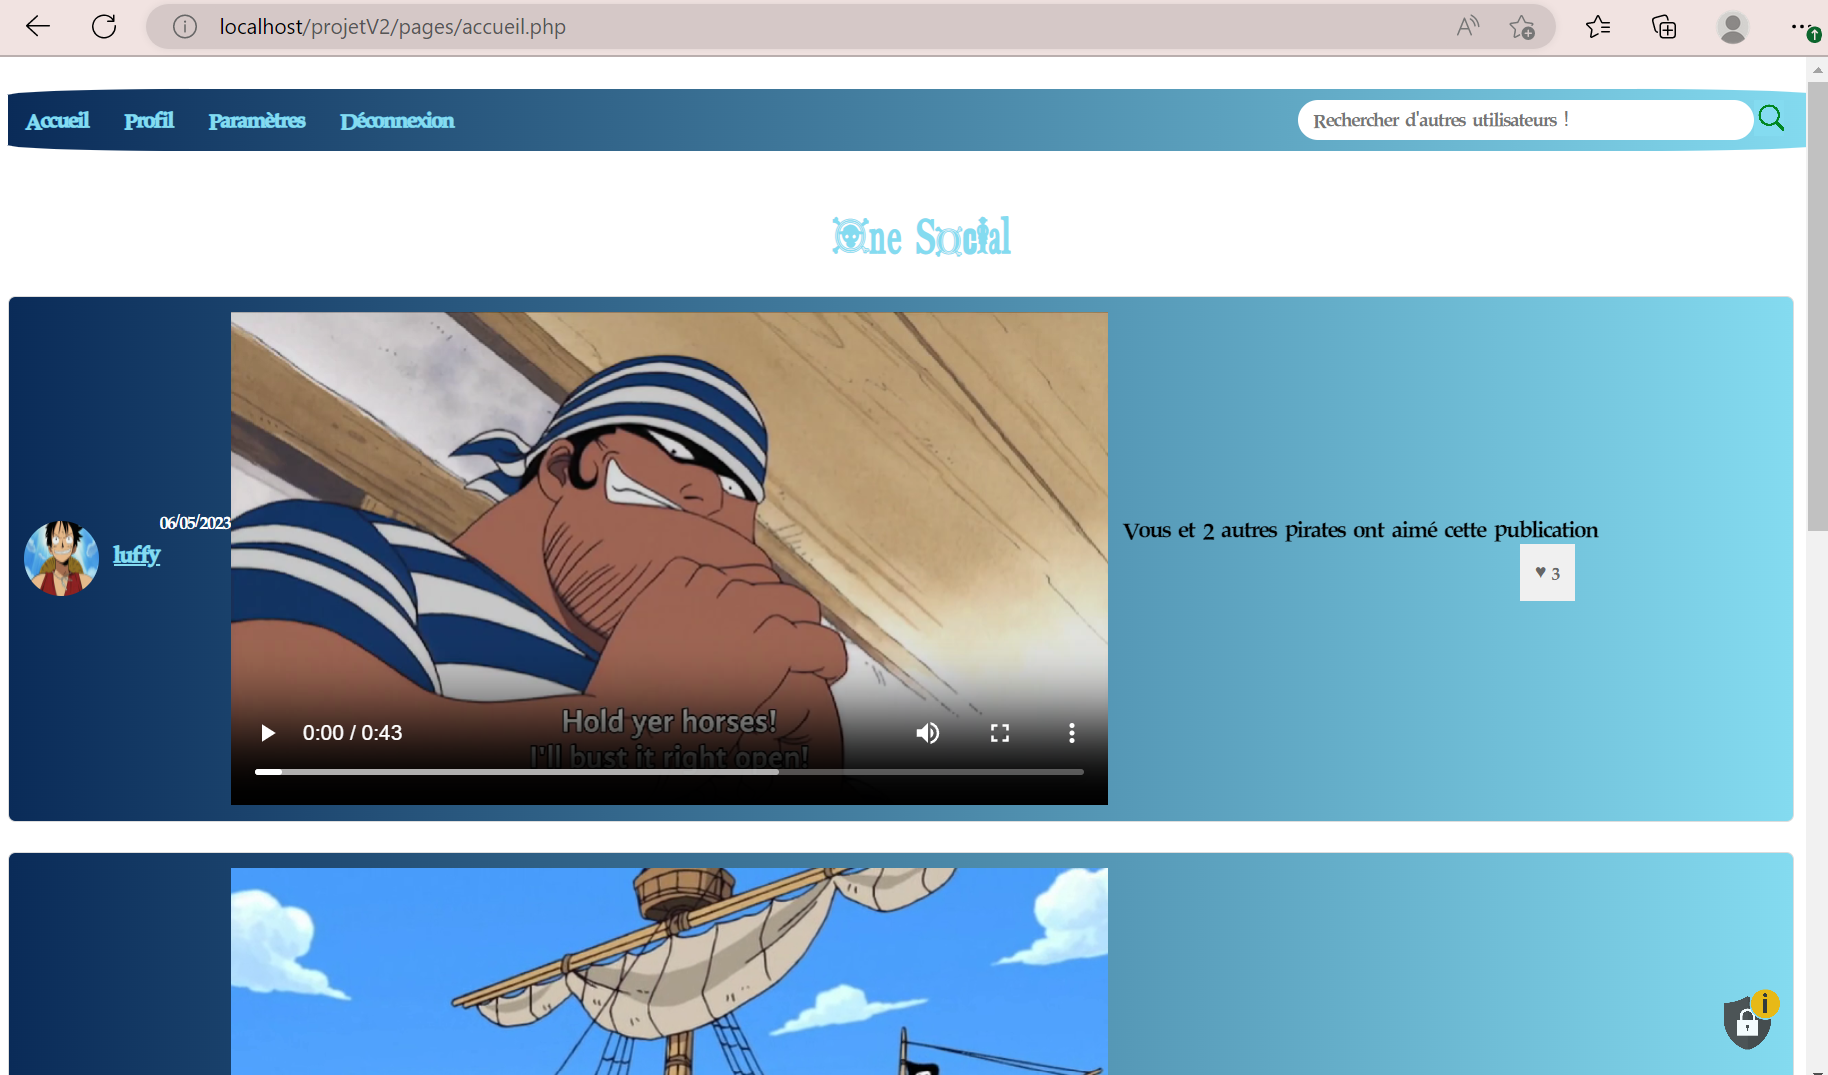 localhost/projetV2/pages/accueil.php
Accueil Profil Paramètres Déconnexion Rechercher d'autres utilisateurs !
One Social
06/05/2023
luffy
Vous et 2 autres pirates ont aimé cette publication
♥ 3
Hold yer horses!
I'll bust it right open!
0:00 / 0:43